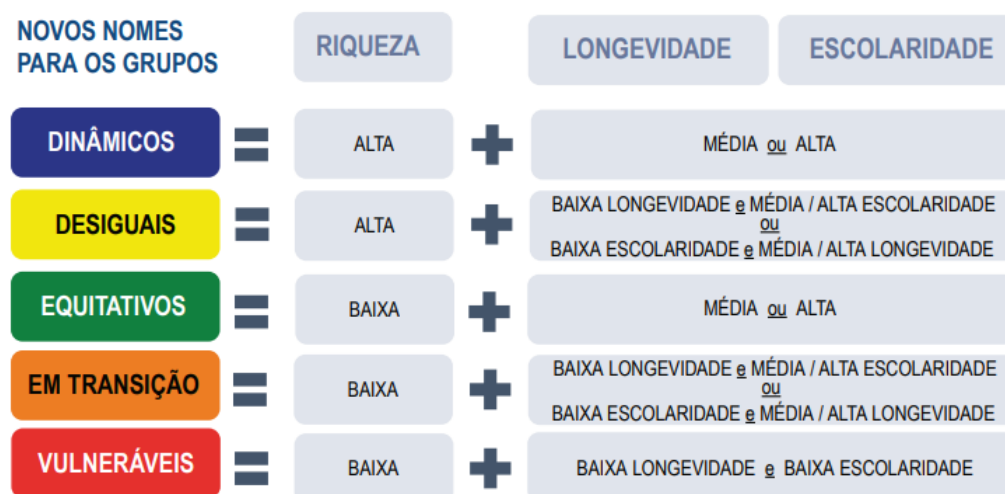 NOVOS NOMES
PARA OS GRUPOS
RIQUEZA
LONGEVIDADE
ESCOLARIDADE
DINÂMICOS
ALTA
MÉDIA ou ALTA
DESIGUAIS
ALTA
BAIXA LONGEVIDADE e MÉDIA / ALTA ESCOLARIDADE
ou
BAIXA ESCOLARIDADE e MÉDIA / ALTA LONGEVIDADE
EQUITATIVOS
BAIXA
MÉDIA ou ALTA
EM TRANSIÇÃO
BAIXA
BAIXA LONGEVIDADE e MÉDIA / ALTA ESCOLARIDADE
ou
BAIXA ESCOLARIDADE e MÉDIA / ALTA LONGEVIDADE
VULNERÁVEIS
BAIXA
BAIXA LONGEVIDADE e BAIXA ESCOLARIDADE